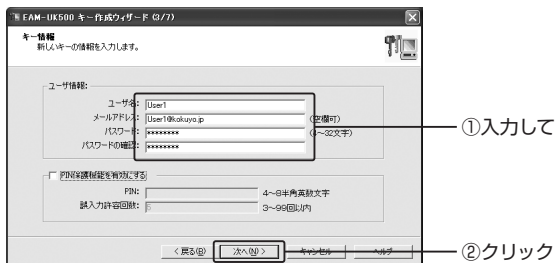 EAM-UK500 キー作成ウィザード (3/7)
キー情報
新しいキーの情報を入力します。
ユーザ情報:
ユーザ名: User1
メールアドレス: User1@kokuyo.jp (空欄可)
パスワード: ******** (4～32文字)
パスワードの確認: ********
①入力して
PIN保護機能を有効にする
PIN: 4～8半角英数文字
誤入力許容回数: 5 3～99回以内
< 戻る(B) 次へ(N) > キャンセル ヘルプ
②クリック